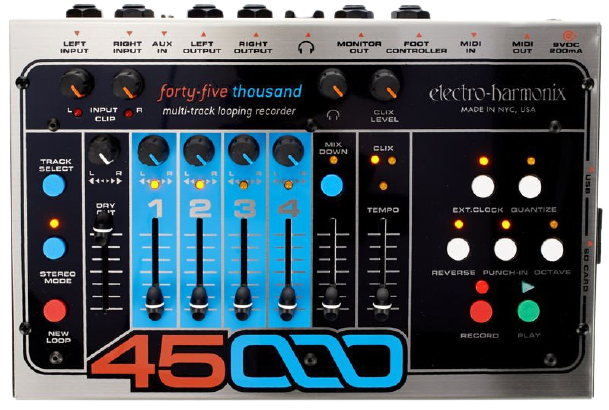 LEFT INPUT
RIGHT INPUT
AUX IN
LEFT OUTPUT
RIGHT OUTPUT
MONITOR OUT
FOOT CONTROLLER
MIDI IN
MIDI OUT
9VDC 200mA
forty-five thousand
multi-track looping recorder
electro-harmonix
MADE IN NYC, USA
L INPUT CLIP R
CLIX LEVEL
TRACK SELECT
STEREO MODE
NEW LOOP
L R
DRY OUT
L R
1
L R
2
L R
3
L R
4
MIX DOWN
CLIX
TEMPO
EXT.CLOCK
QUANTIZE
REVERSE
PUNCH-IN
OCTAVE
RECORD
PLAY
USB
SD CARD
45000